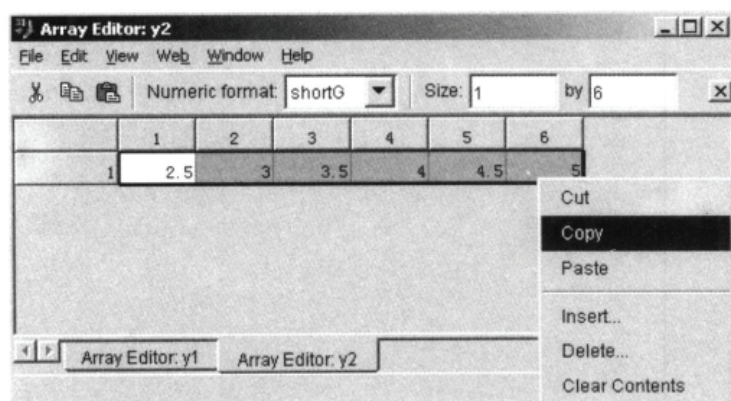 Array Editor: y2
File Edit View Web Window Help
Numeric format: shortG Size: 1 by 6
1 2 3 4 5 6
1 2.5 3 3.5 4 4.5 5
Cut
Copy
Paste
Insert...
Delete...
Clear Contents
Array Editor: y1 Array Editor: y2